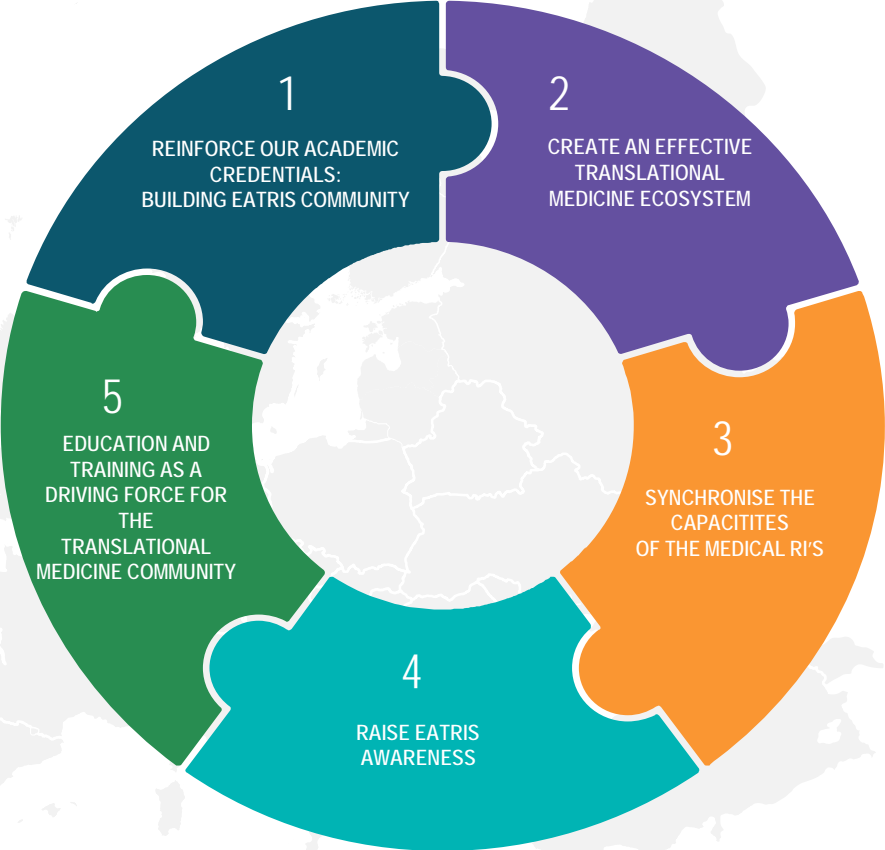 1
REINFORCE OUR ACADEMIC
CREDENTIALS:
BUILDING EATRIS COMMUNITY
2
CREATE AN EFFECTIVE
TRANSLATIONAL
MEDICINE ECOSYSTEM
3
SYNCHRONISE THE
CAPACITITES
OF THE MEDICAL RI'S
4
RAISE EATRIS
AWARENESS
5
EDUCATION AND
TRAINING AS A
DRIVING FORCE FOR
THE
TRANSLATIONAL
MEDICINE COMMUNITY